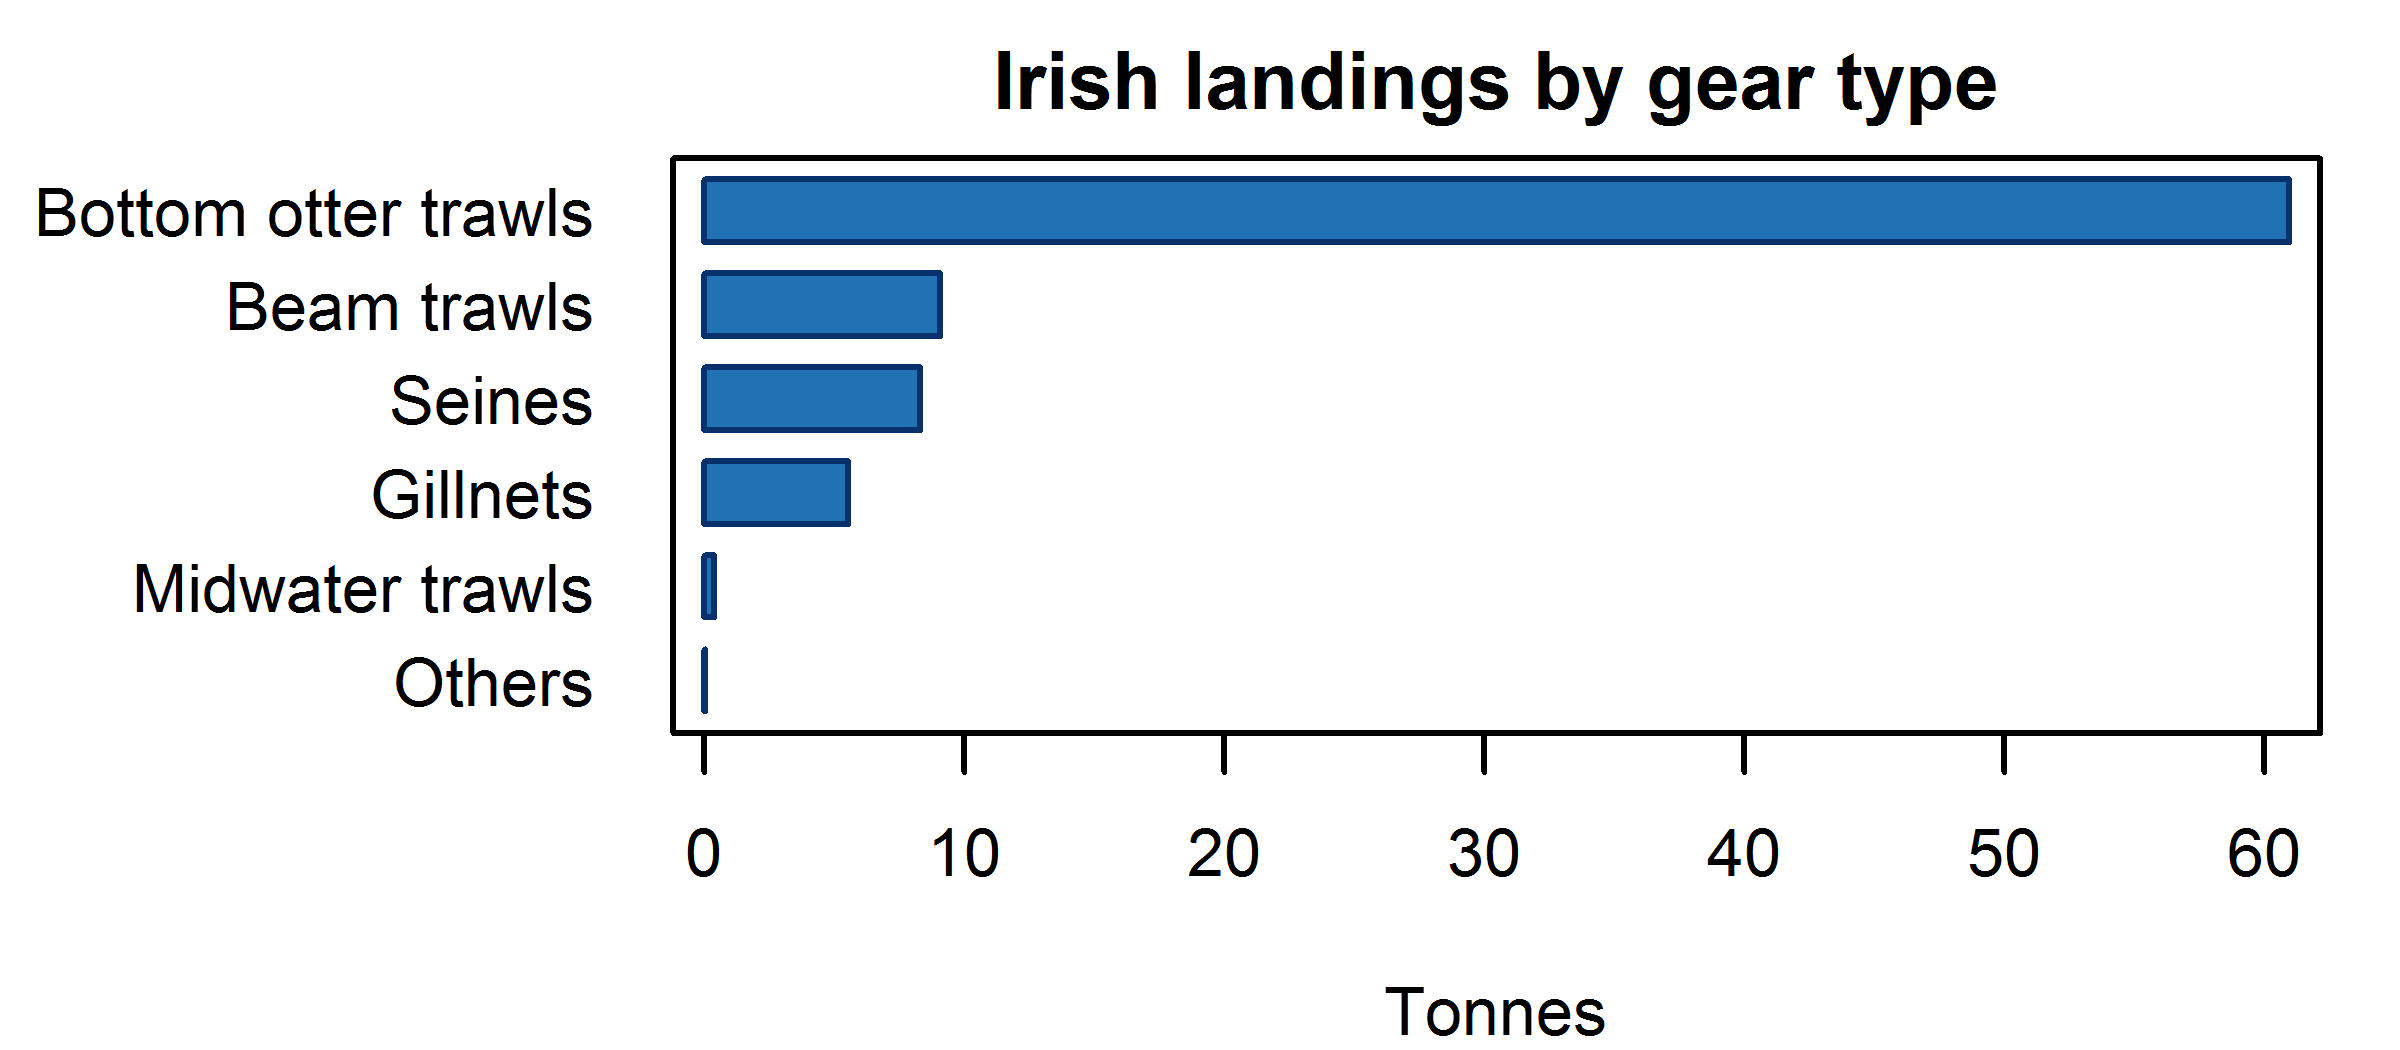 Irish landings by gear type
Bottom otter trawls
Beam trawls
Seines
Gillnets
Midwater trawls
Others
0 10 20 30 40 50 60
Tonnes